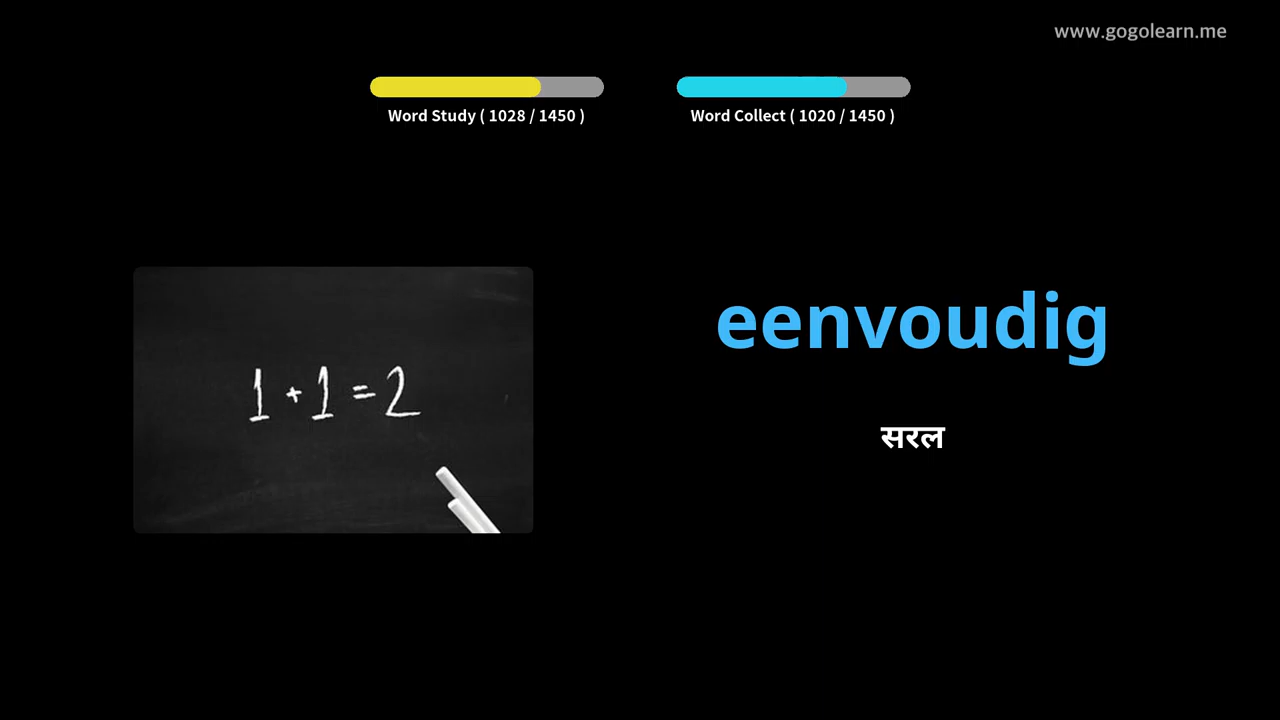 www.gogolearn.me
Word Study ( 1028 / 1450 )
Word Collect ( 1020 / 1450 )
1 + 1 = 2
eenvoudig
सरल